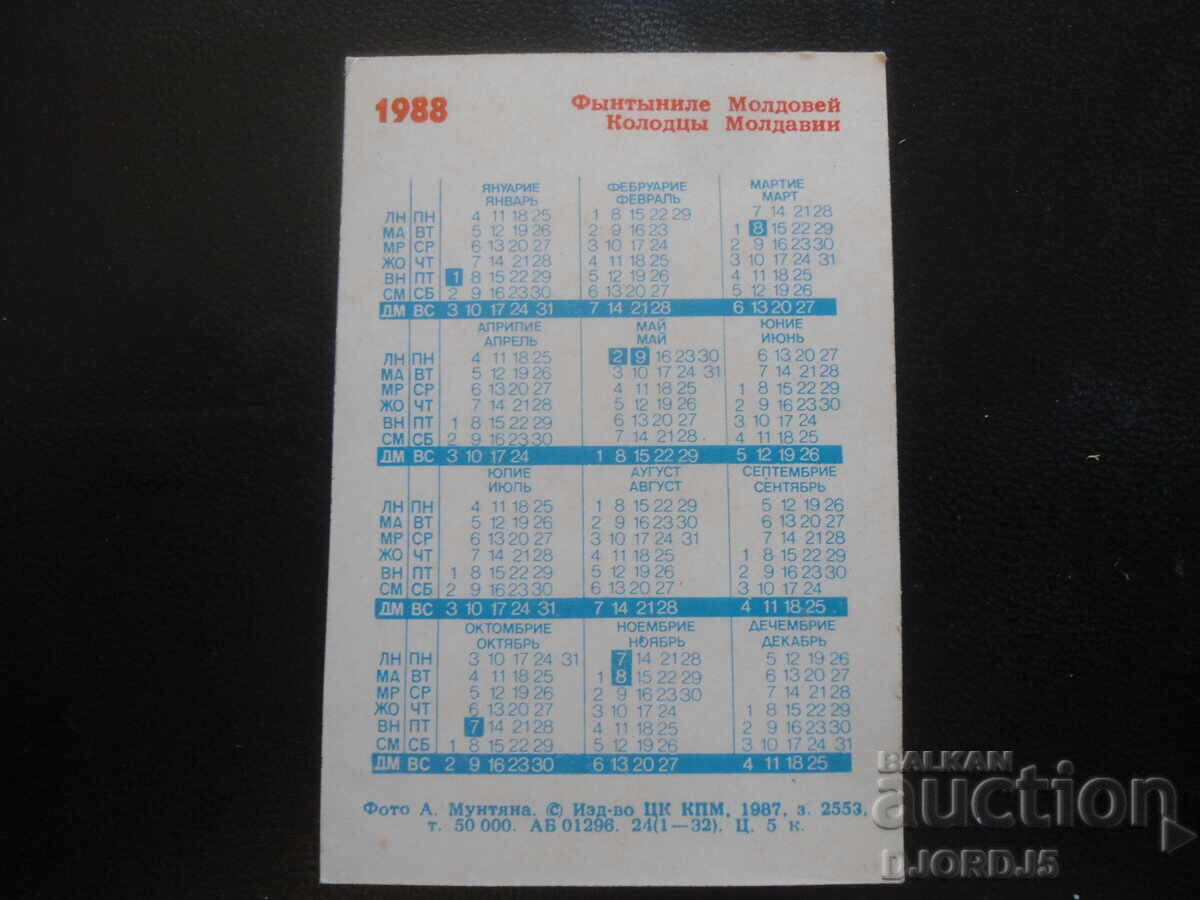 1988 Фынтыниле Молдовей
Колодцы Молдавии
ЯНУАРИЕ ФЕБРУАРИЕ МАРТИЕ
ЯНВАРЬ ФЕВРАЛЬ МАРТ
ЛН ПН 4 11 18 25 1 8 15 22 29 7 14 21 28
МА ВТ 5 12 19 26 2 9 16 23 1 8 15 22 29
МР СР 6 13 20 27 3 10 17 24 2 9 16 23 30
ЖО ЧТ 7 14 21 28 4 11 18 25 3 10 17 24 31
ВН ПТ 1 8 15 22 29 5 12 19 26 4 11 18 25
СМ СБ 2 9 16 23 30 6 13 20 27 5 12 19 26
ДМ ВС 3 10 17 24 31 7 14 21 28 6 13 20 27
АПРИЛИЕ МАЙ ЮНИЕ
АПРЕЛЬ МАЙ ИЮНЬ
ЛН ПН 4 11 18 25 2 9 16 23 30 6 13 20 27
МА ВТ 5 12 19 26 3 10 17 24 31 7 14 21 28
МР СР 6 13 20 27 4 11 18 25 1 8 15 22 29
ЖО ЧТ 7 14 21 28 5 12 19 26 2 9 16 23 30
ВН ПТ 1 8 15 22 29 6 13 20 27 3 10 17 24
СМ СБ 2 9 16 23 30 7 14 21 28 4 11 18 25
ДМ ВС 3 10 17 24 1 8 15 22 29 5 12 19 26
ЮЛИЕ АУГУСТ СЕПТЕМБРИЕ
ИЮЛЬ АВГУСТ СЕНТЯБРЬ
ЛН ПН 4 11 18 25 1 8 15 22 29 5 12 19 26
МА ВТ 5 12 19 26 2 9 16 23 30 6 13 20 27
МР СР 6 13 20 27 3 10 17 24 31 7 14 21 28
ЖО ЧТ 7 14 21 28 4 11 18 25 1 8 15 22 29
ВН ПТ 1 8 15 22 29 5 12 19 26 2 9 16 23 30
СМ СБ 2 9 16 23 30 6 13 20 27 3 10 17 24
ДМ ВС 3 10 17 24 31 7 14 21 28 4 11 18 25
ОКТОМБРИЕ НОЕМБРИЕ ДЕЧЕМБРИЕ
ОКТЯБРЬ НОЯБРЬ ДЕКАБРЬ
ЛН ПН 3 10 17 24 31 7 14 21 28 5 12 19 26
МА ВТ 4 11 18 25 1 8 15 22 29 6 13 20 27
МР СР 5 12 19 26 2 9 16 23 30 7 14 21 28
ЖО ЧТ 6 13 20 27 3 10 17 24 1 8 15 22 29
ВН ПТ 7 14 21 28 4 11 18 25 2 9 16 23 30
СМ СБ 1 8 15 22 29 5 12 19 26 3 10 17 24 31
ДМ ВС 2 9 16 23 30 6 13 20 27 4 11 18 25
Фото А. Мунтяна. © Изд-во ЦК КПМ, 1987, з. 2553,
т. 50 000. АБ 01296. 24(1—32). Ц. 5 к.
BALKAN
auction
DJORDJ5